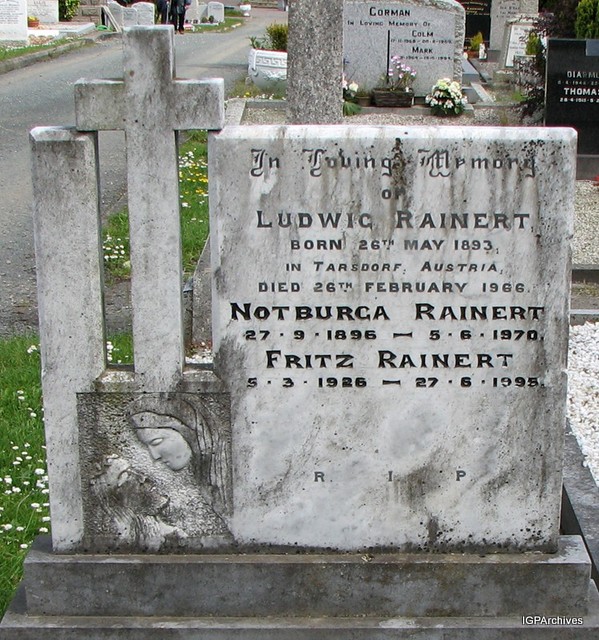 GORMAN
IN LOVING MEMORY OF
COLM
MARK
THOMAS
In Loving Memory
OF
LUDWIG RAINERT,
BORN 26TH MAY 1893,
IN TARSDORF, AUSTRIA,
DIED 26TH FEBRUARY 1966.
NOTBURGA RAINERT
27 · 9 · 1896 — 5 · 6 · 1970.
FRITZ RAINERT
5 · 3 · 1926 — 27 · 6 · 1995.
R. I. P
IGPArchives